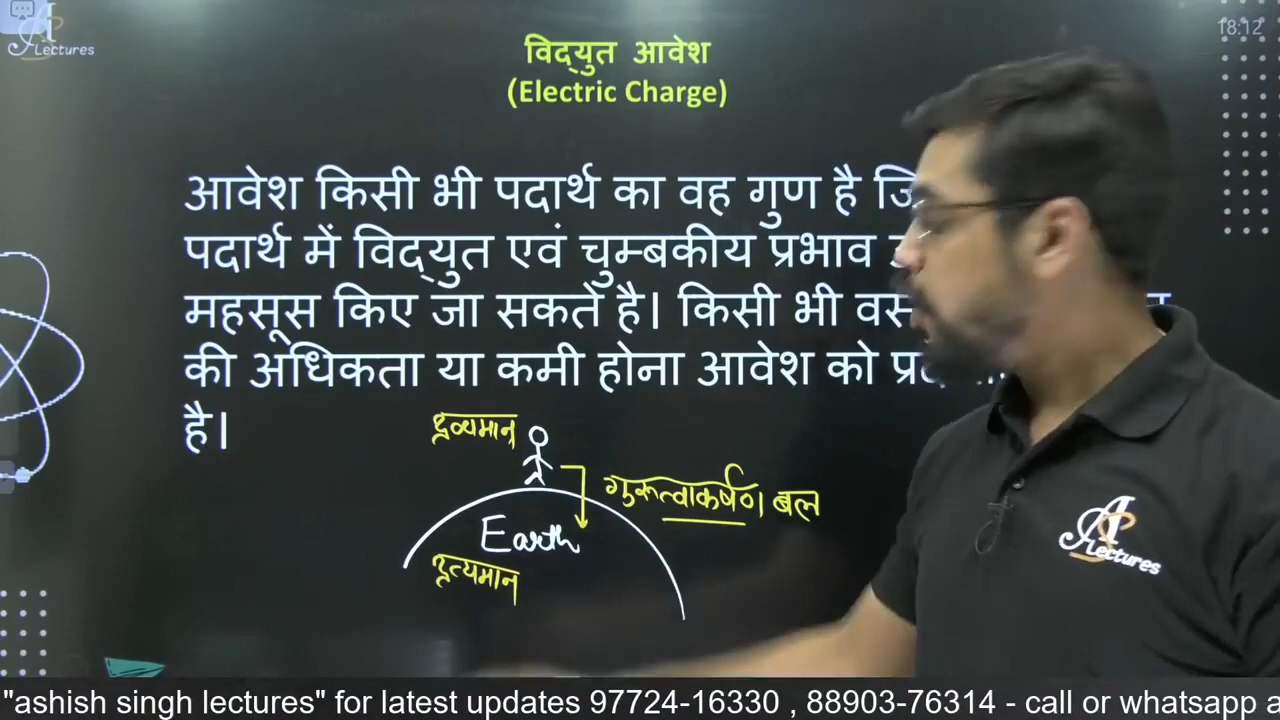 AS Lectures
18:12
विद्युत आवेश
(Electric Charge)
आवेश किसी भी पदार्थ का वह गुण है
पदार्थ में विद्युत एवं चुम्बकीय प्रभाव
महसूस किए जा सकते है। किसी भी
की अधिकता या कमी होना आवेश को
है।
द्रव्यमान
गुरुत्वाकर्षण बल
Earth
द्रव्यमान
AS Lectures
"ashish singh lectures" for latest updates 97724-16330 , 88903-76314 - call or whatsapp